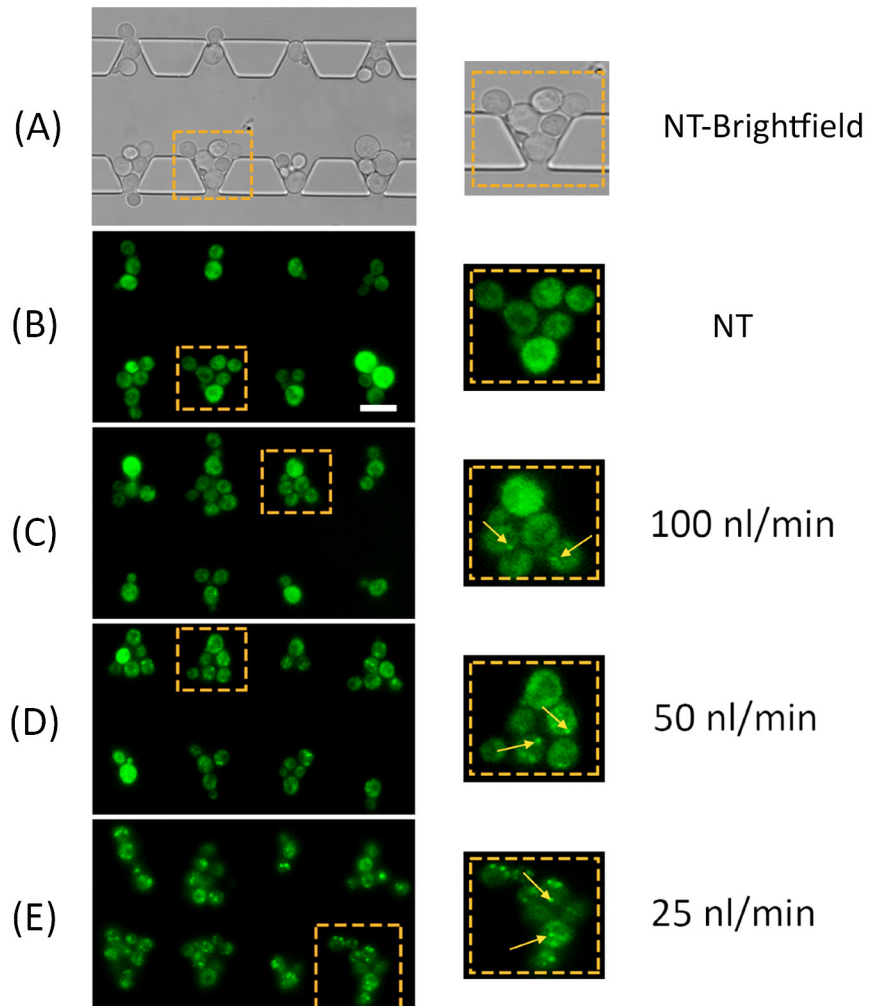 (A)
NT-Brightfield
(B)
NT
(C)
100 nl/min
(D)
50 nl/min
(E)
25 nl/min